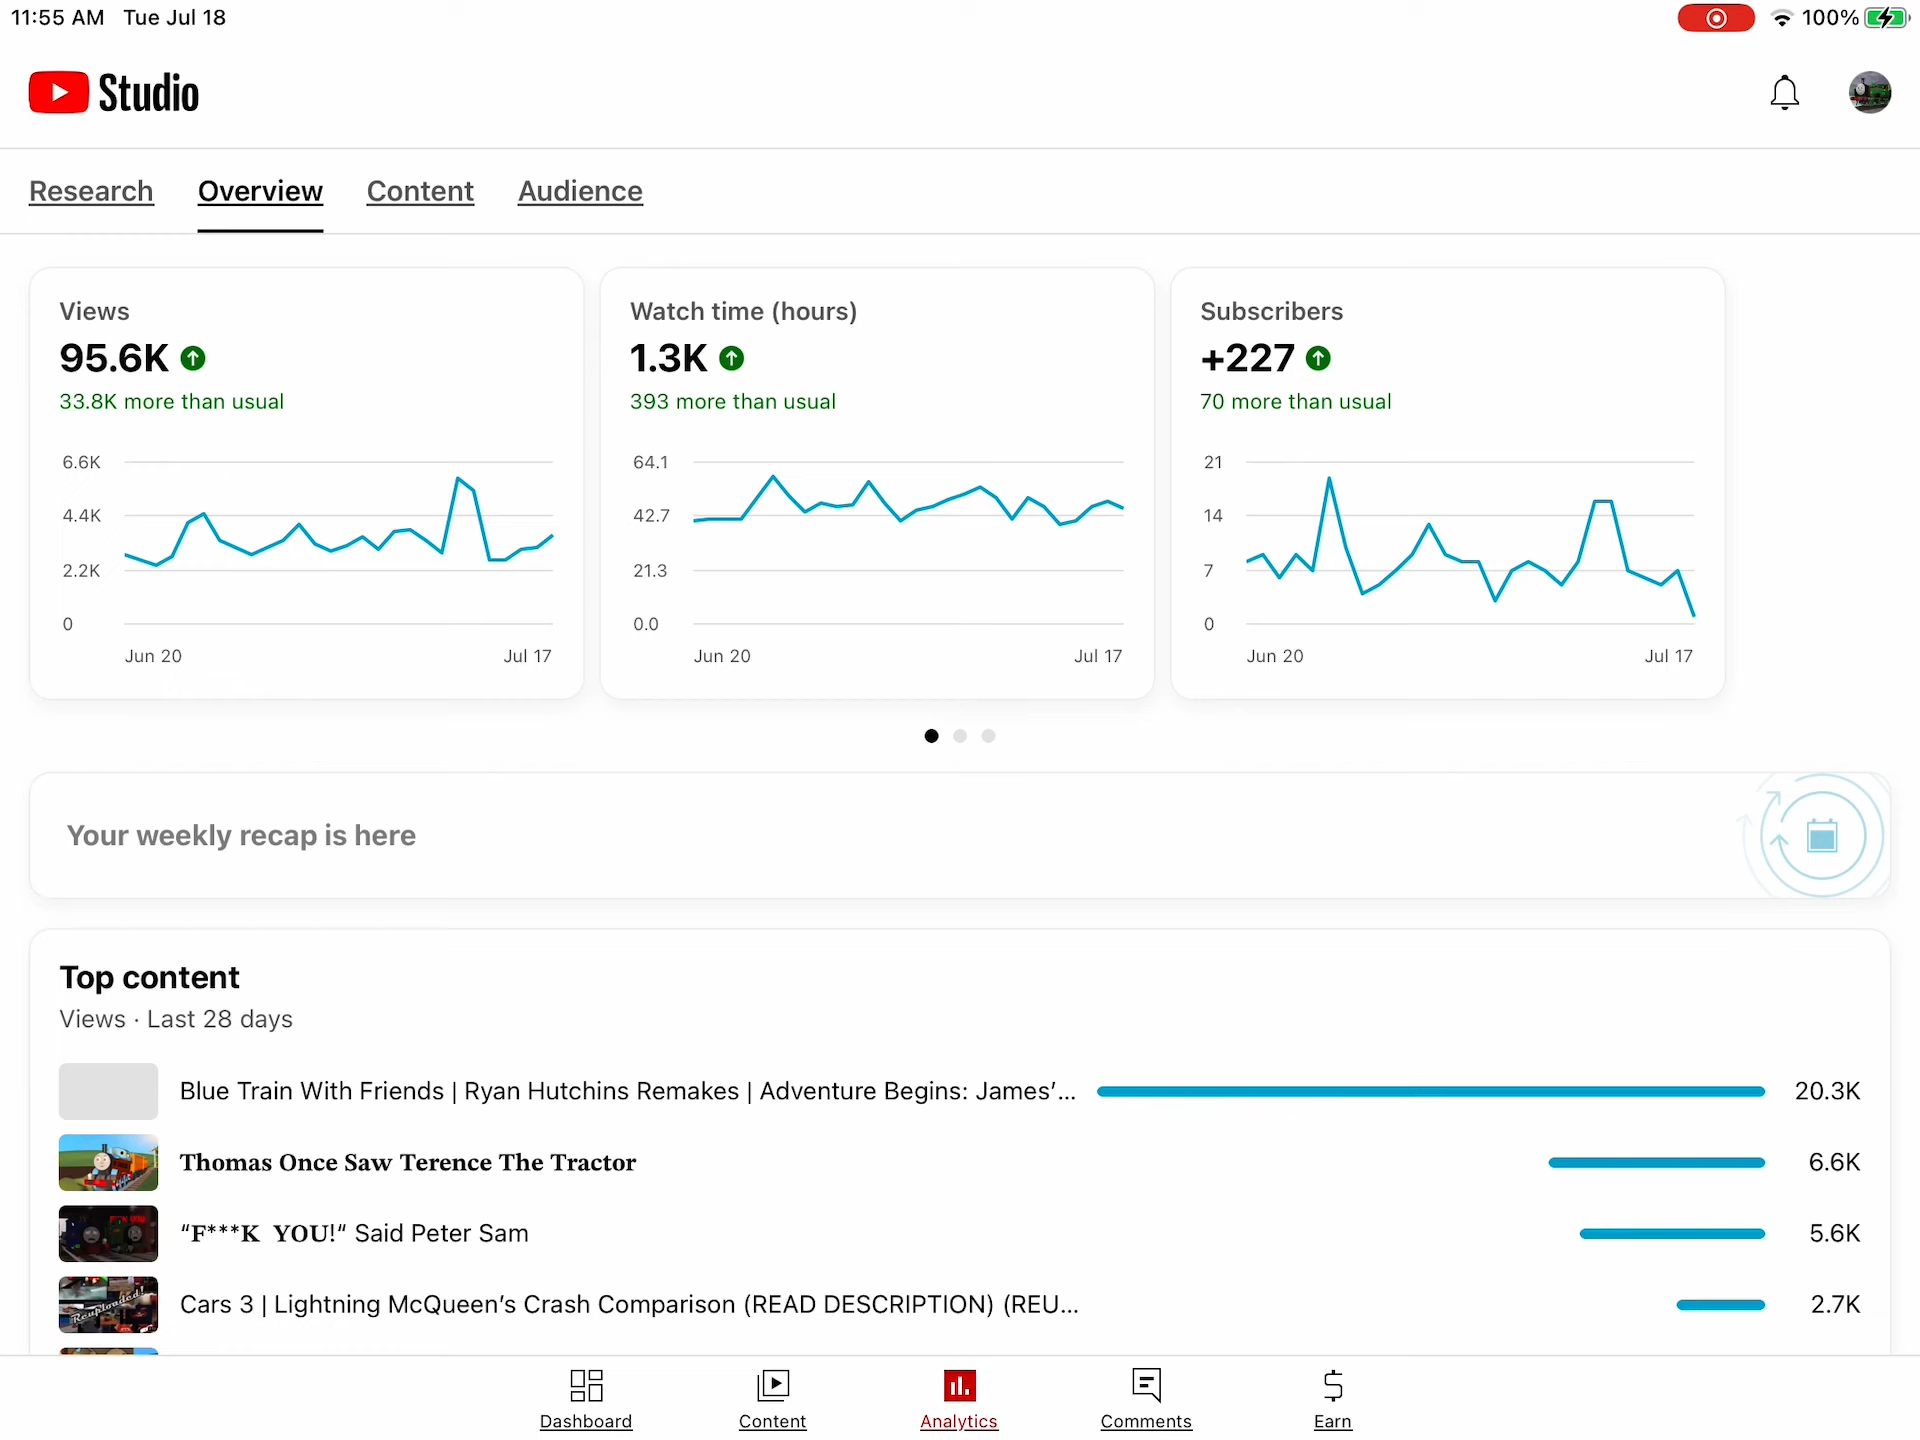 11:55 AM Tue Jul 18
100%
Studio
Research Overview Content Audience
Views
95.6K
33.8K more than usual
6.6K
4.4K
2.2K
0
Jun 20 Jul 17
Watch time (hours)
1.3K
393 more than usual
64.1
42.7
21.3
0.0
Jun 20 Jul 17
Subscribers
+227
70 more than usual
21
14
7
0
Jun 20 Jul 17
Your weekly recap is here
Top content
Views · Last 28 days
Blue Train With Friends | Ryan Hutchins Remakes | Adventure Begins: James’... 20.3K
Thomas Once Saw Terence The Tractor 6.6K
“F***K YOU!“ Said Peter Sam 5.6K
Reuploaded!
Cars 3 | Lightning McQueen’s Crash Comparison (READ DESCRIPTION) (REU... 2.7K
Dashboard Content Analytics Comments Earn